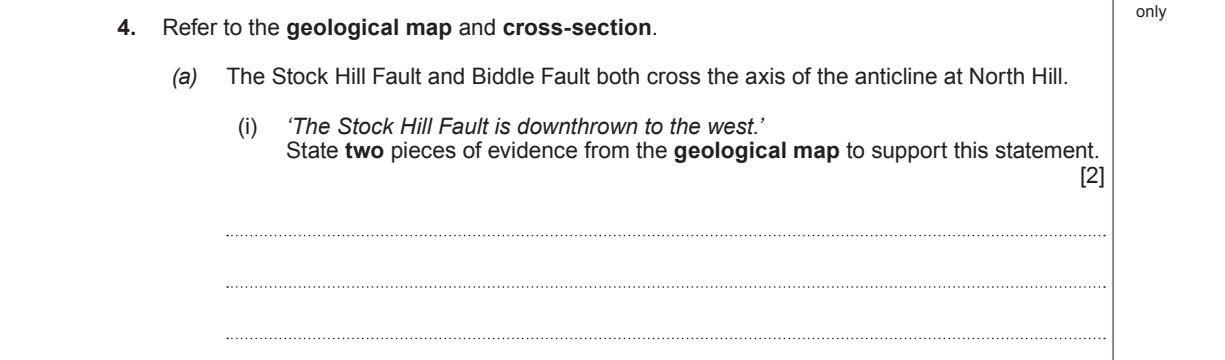 only
4. Refer to the geological map and cross-section.
(a) The Stock Hill Fault and Biddle Fault both cross the axis of the anticline at North Hill.
(i) ‘The Stock Hill Fault is downthrown to the west.’
State two pieces of evidence from the geological map to support this statement.
[2]